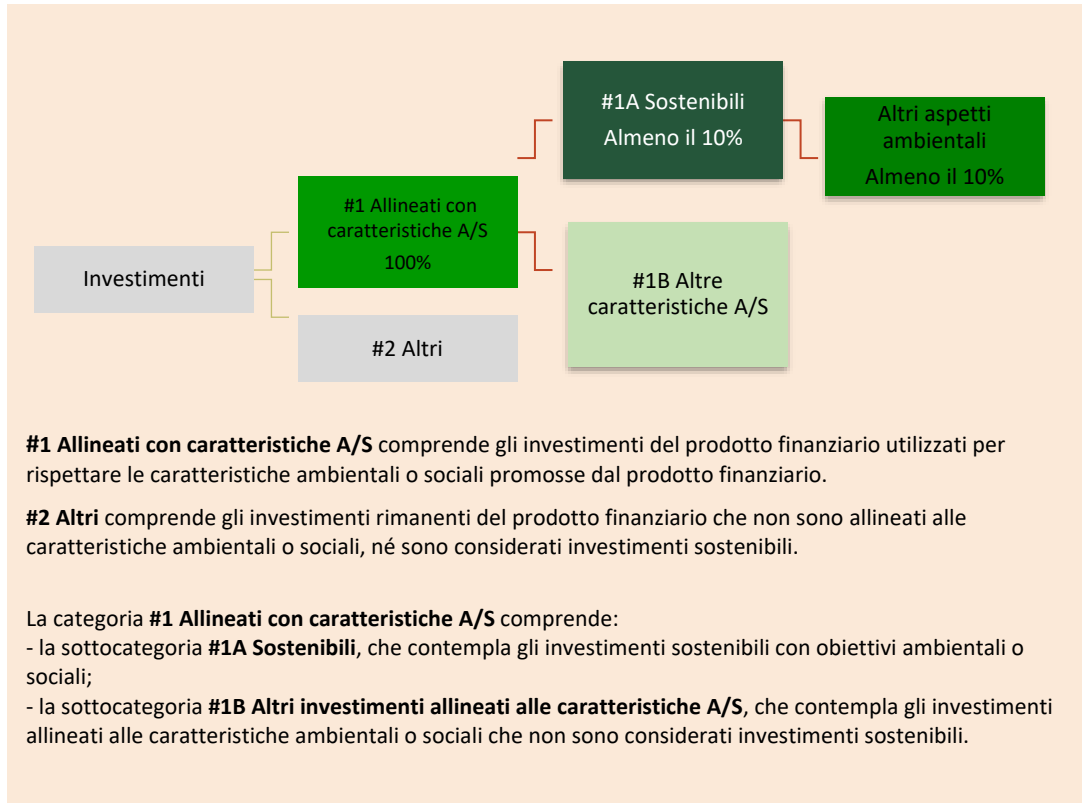 #1A Sostenibili
Almeno il 10%
Altri aspetti
ambientali
Almeno il 10%
#1 Allineati con
caratteristiche A/S
100%
Investimenti
#1B Altre
caratteristiche A/S
#2 Altri
#1 Allineati con caratteristiche A/S comprende gli investimenti del prodotto finanziario utilizzati per
rispettare le caratteristiche ambientali o sociali promosse dal prodotto finanziario.
#2 Altri comprende gli investimenti rimanenti del prodotto finanziario che non sono allineati alle
caratteristiche ambientali o sociali, né sono considerati investimenti sostenibili.
La categoria #1 Allineati con caratteristiche A/S comprende:
- la sottocategoria #1A Sostenibili, che contempla gli investimenti sostenibili con obiettivi ambientali o
sociali;
- la sottocategoria #1B Altri investimenti allineati alle caratteristiche A/S, che contempla gli investimenti
allineati alle caratteristiche ambientali o sociali che non sono considerati investimenti sostenibili.